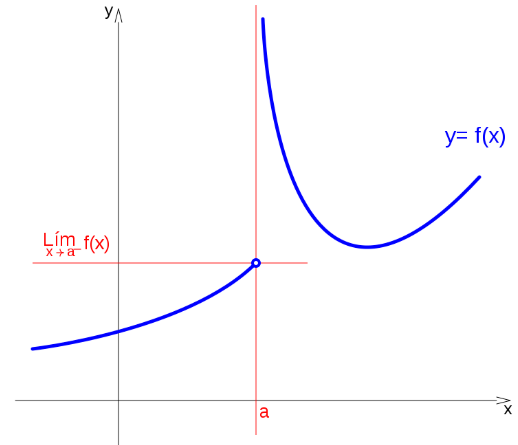 y
y= f(x)
Lím f(x)
x→a⁻
a
x